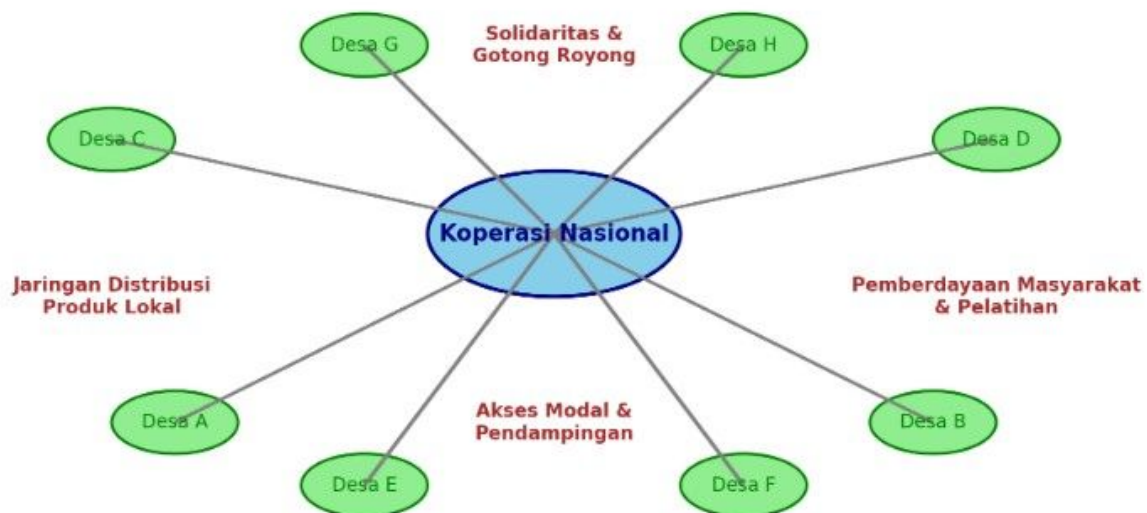 Desa G
Solidaritas &
Gotong Royong
Desa H
Desa C
Desa D
Koperasi Nasional
Jaringan Distribusi
Produk Lokal
Pemberdayaan Masyarakat
& Pelatihan
Desa A
Akses Modal &
Pendampingan
Desa B
Desa E
Desa F